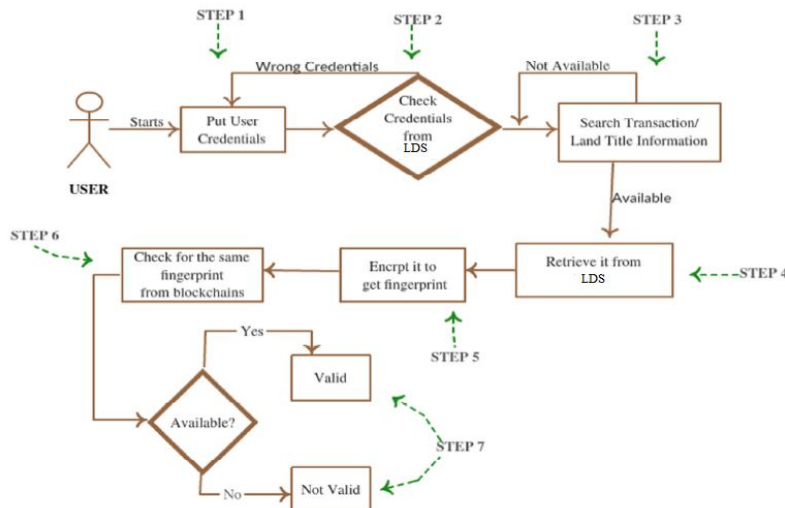 STEP 1
STEP 2
STEP 3
Wrong Credentials
Not Available
Starts
Put User
Credentials
Check
Credentials
from
LDS
Search Transaction/
Land Title Information
USER
Available
STEP 6
Check for the same
fingerprint
from blockchains
Encrpt it to
get fingerprint
Retrieve it from
LDS
STEP 4
STEP 5
Yes
Valid
Available?
STEP 7
No
Not Valid